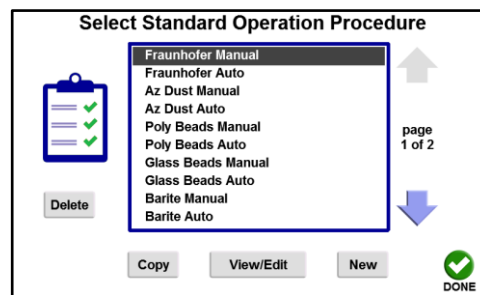 Select Standard Operation Procedure
Fraunhofer Manual
Fraunhofer Auto
Az Dust Manual
Az Dust Auto
Poly Beads Manual
Poly Beads Auto
Glass Beads Manual
Glass Beads Auto
Barite Manual
Barite Auto
page
1 of 2
Delete
Copy
View/Edit
New
DONE